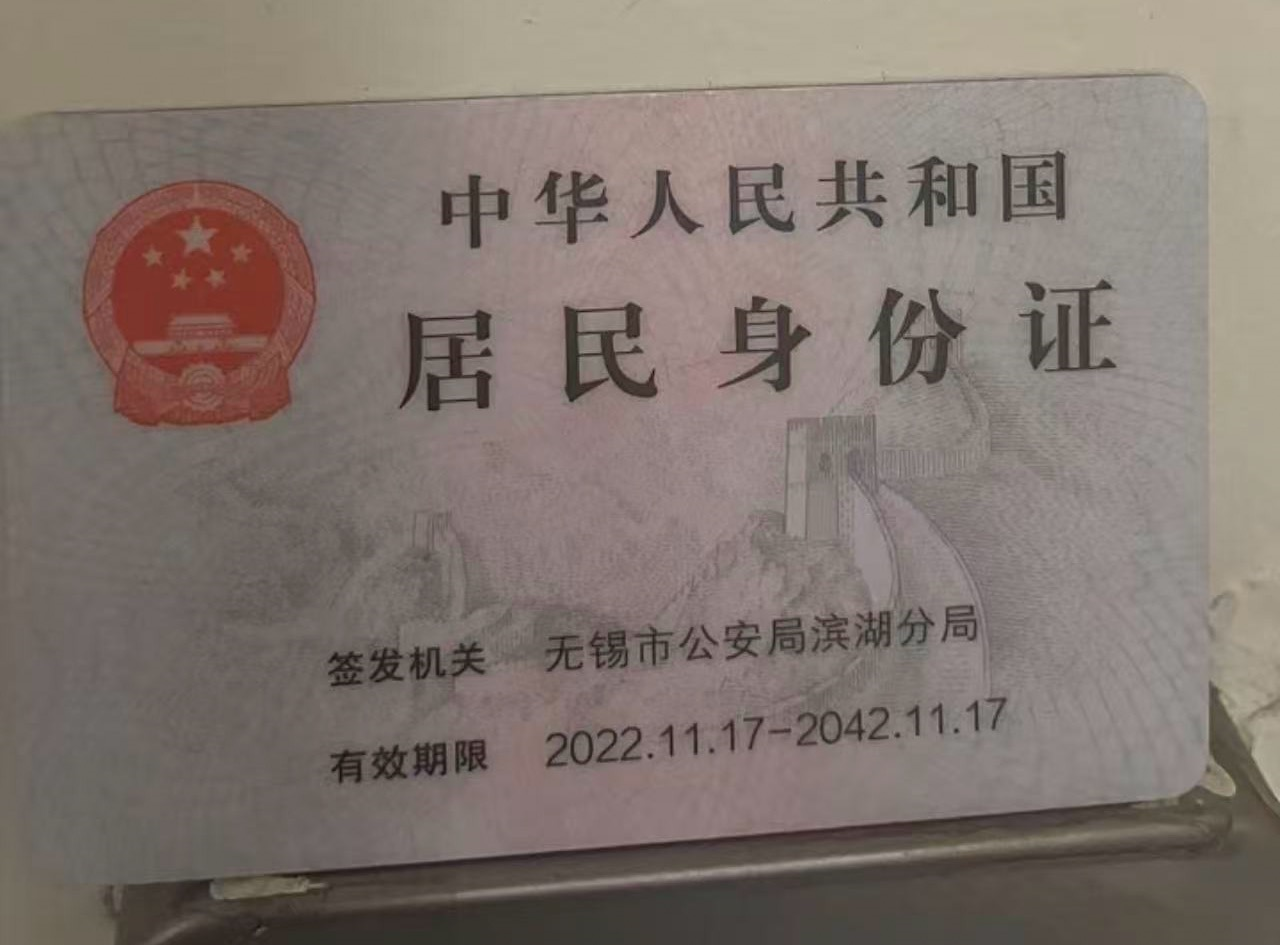 中华人民共和国
居民身份证
签发机关 无锡市公安局滨湖分局
有效期限 2022.11.17-2042.11.17